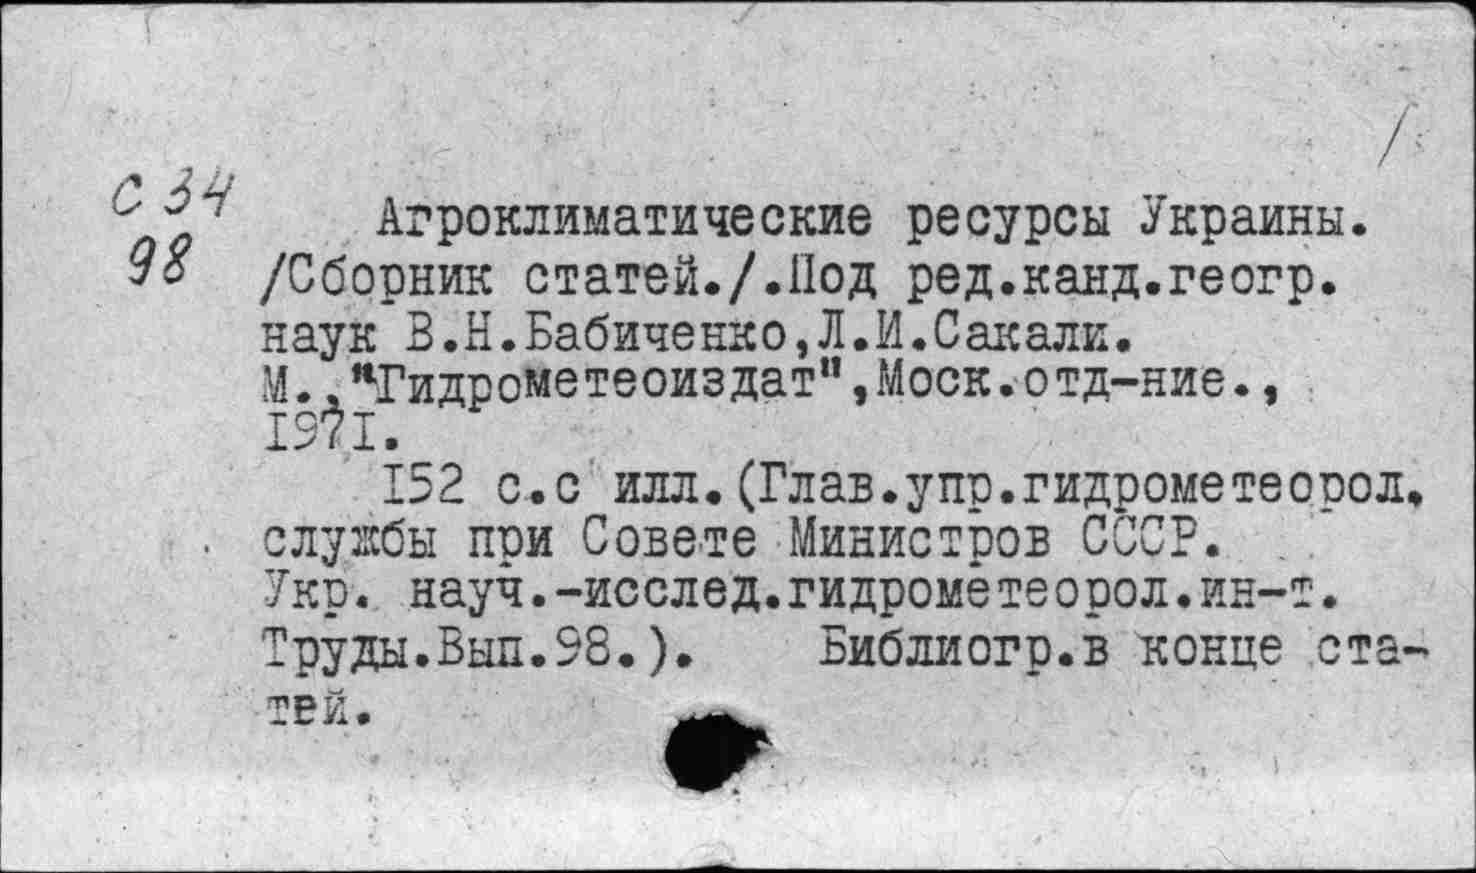 /
С 34
98
Агроклиматические ресурсы Украины.
/Сборник статей./.Под ред.канд.геогр.
наук В.Н.Бабиченко,Л.И.Сакали.
М.,"Гидрометеоиздат",Моск.отд-ние.,
1971.
152 с.с илл.(Глав.упр.гидрометеорол.
службы при Совете Министров СССР.
Укр. науч.-исслед.гидрометеорол.ин-т.
Труды.Вып.98.). Библиогр.в конце ста-
тей.